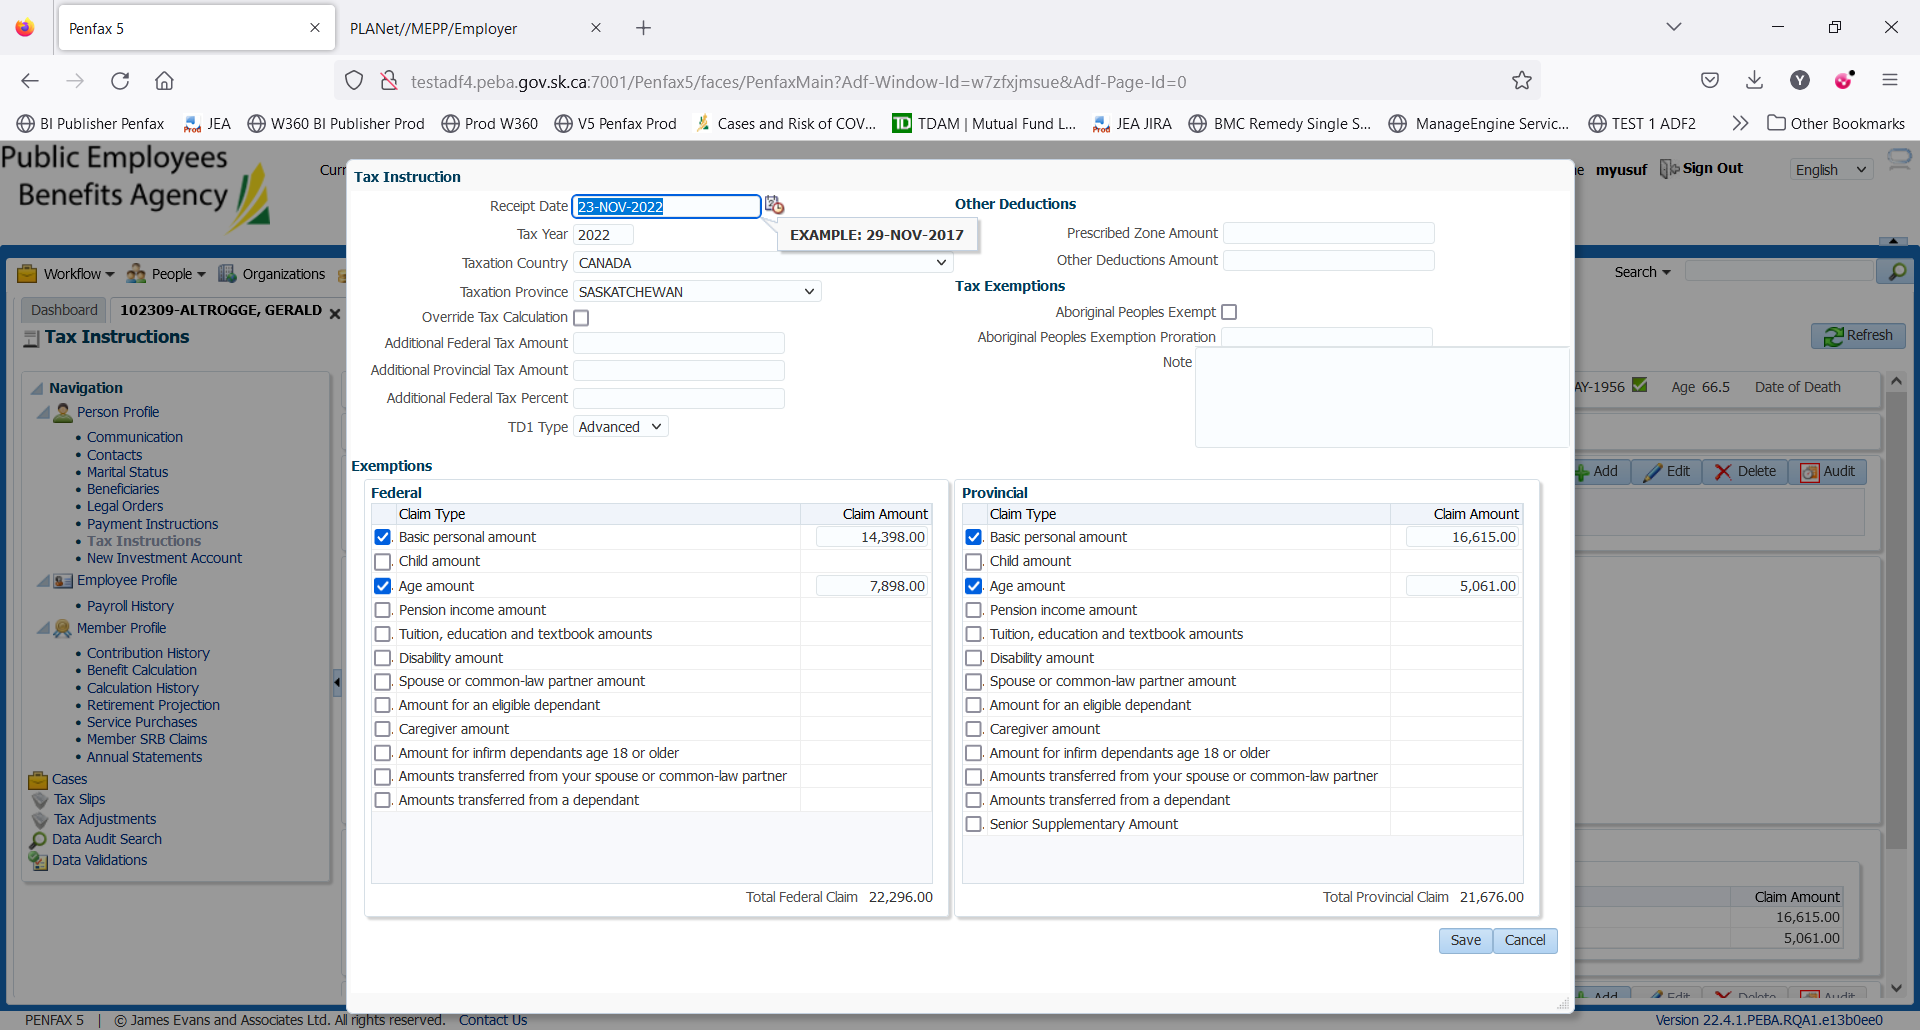 Penfax 5
PLANet//MEPP/Employer
testadf4.peba.gov.sk.ca:7001/Penfax5/faces/PenfaxMain?Adf-Window-Id=w7zfxjmsue&Adf-Page-Id=0
Y
BI Publisher Penfax
Prod JEA
W360 BI Publisher Prod
Prod W360
V5 Penfax Prod
Cases and Risk of COV...
TD TDAM | Mutual Fund L...
Prod JEA JIRA
BMC Remedy Single S...
ManageEngine Servic...
TEST 1 ADF2
Other Bookmarks
Public Employees
Benefits Agency
Curr
e myusuf
Sign Out
English
Workflow
People
Organizations
Search
Dashboard
102309-ALTROGGE, GERALD
Tax Instructions
Refresh
Navigation
Person Profile
Communication
Contacts
Marital Status
Beneficiaries
Legal Orders
Payment Instructions
Tax Instructions
New Investment Account
Employee Profile
Payroll History
Member Profile
Contribution History
Benefit Calculation
Calculation History
Retirement Projection
Service Purchases
Member SRB Claims
Annual Statements
Cases
Tax Slips
Tax Adjustments
Data Audit Search
Data Validations
AY-1956
Age 66.5
Date of Death
Add
Edit
Delete
Audit
Tax Instruction
Receipt Date 23-NOV-2022
EXAMPLE: 29-NOV-2017
Tax Year 2022
Taxation Country CANADA
Taxation Province SASKATCHEWAN
Override Tax Calculation
Additional Federal Tax Amount
Additional Provincial Tax Amount
Additional Federal Tax Percent
TD1 Type Advanced
Other Deductions
Prescribed Zone Amount
Other Deductions Amount
Tax Exemptions
Aboriginal Peoples Exempt
Aboriginal Peoples Exemption Proration
Note
Exemptions
Federal
Claim Type Claim Amount
Basic personal amount 14,398.00
Child amount
Age amount 7,898.00
Pension income amount
Tuition, education and textbook amounts
Disability amount
Spouse or common-law partner amount
Amount for an eligible dependant
Caregiver amount
Amount for infirm dependants age 18 or older
Amounts transferred from your spouse or common-law partner
Amounts transferred from a dependant
Total Federal Claim 22,296.00
Provincial
Claim Type Claim Amount
Basic personal amount 16,615.00
Child amount
Age amount 5,061.00
Pension income amount
Tuition, education and textbook amounts
Disability amount
Spouse or common-law partner amount
Amount for an eligible dependant
Caregiver amount
Amount for infirm dependants age 18 or older
Amounts transferred from your spouse or common-law partner
Amounts transferred from a dependant
Senior Supplementary Amount
Total Provincial Claim 21,676.00
Save
Cancel
Claim Amount
16,615.00
5,061.00
Add
Edit
Delete
Audit
PENFAX 5 | © James Evans and Associates Ltd. All rights reserved. Contact Us
Version 22.4.1.PEBA.RQA1.e13b0ee0